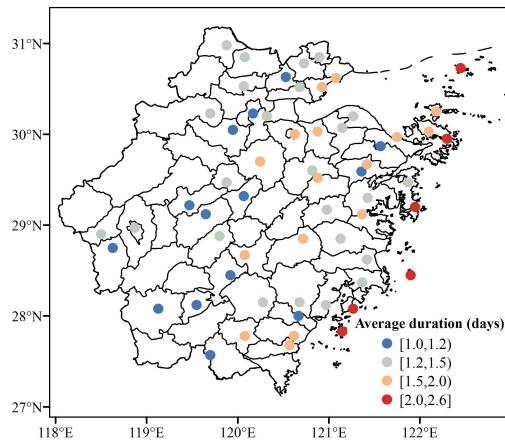 31°N
30°N
29°N
28°N
27°N
Average duration (days)
[1.0,1.2)
[1.2,1.5)
[1.5,2.0)
[2.0,2.6]
118°E 119°E 120°E 121°E 122°E